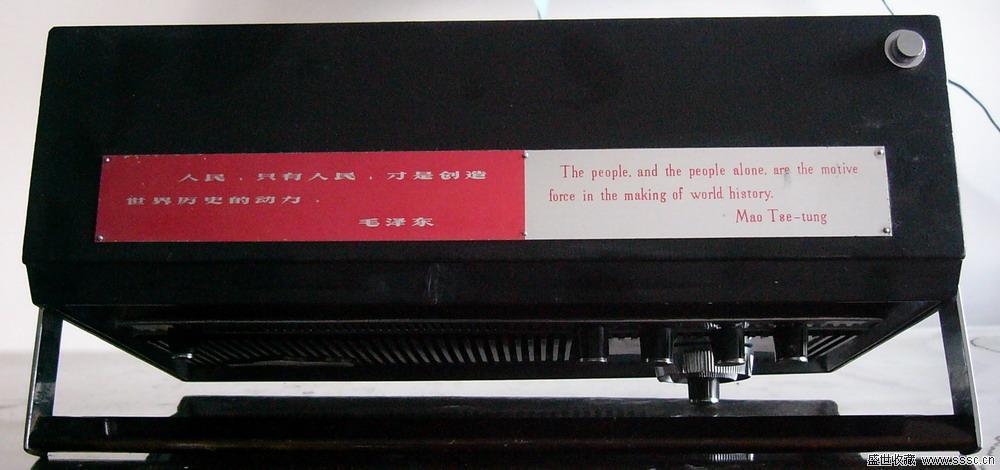 人民，只有人民，才是创造
世界历史的动力。
毛泽东
The people, and the people alone, are the motive
force in the making of world history.
Mao Tse-tung
盛世收藏 www.sssc.cn